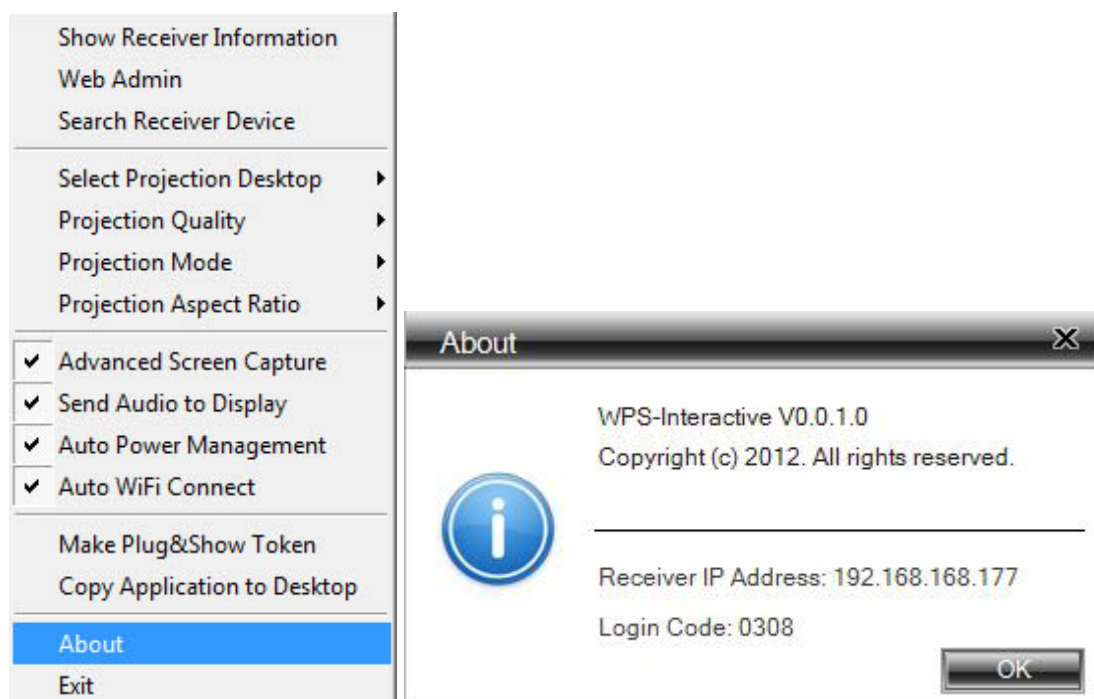 Show Receiver Information
Web Admin
Search Receiver Device
Select Projection Desktop
Projection Quality
Projection Mode
Projection Aspect Ratio
Advanced Screen Capture
Send Audio to Display
Auto Power Management
Auto WiFi Connect
Make Plug&Show Token
Copy Application to Desktop
About
Exit
About
WPS-Interactive V0.0.1.0
Copyright (c) 2012. All rights reserved.
Receiver IP Address: 192.168.168.177
Login Code: 0308
OK